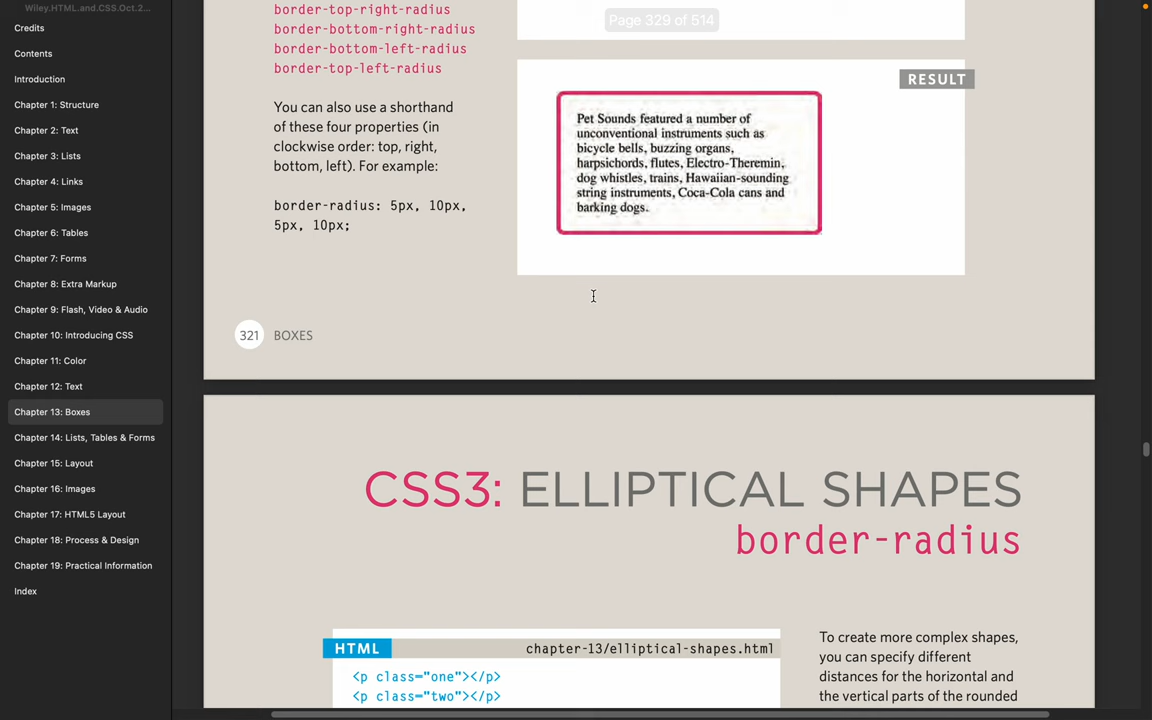 Wiley.HTML.and.CSS.Oct.2...
Credits
Contents
Introduction
Chapter 1: Structure
Chapter 2: Text
Chapter 3: Lists
Chapter 4: Links
Chapter 5: Images
Chapter 6: Tables
Chapter 7: Forms
Chapter 8: Extra Markup
Chapter 9: Flash, Video & Audio
Chapter 10: Introducing CSS
Chapter 11: Color
Chapter 12: Text
Chapter 13: Boxes
Chapter 14: Lists, Tables & Forms
Chapter 15: Layout
Chapter 16: Images
Chapter 17: HTML5 Layout
Chapter 18: Process & Design
Chapter 19: Practical Information
Index
Page 329 of 514
border-top-right-radius
border-bottom-right-radius
border-bottom-left-radius
border-top-left-radius
You can also use a shorthand
of these four properties (in
clockwise order: top, right,
bottom, left). For example:
border-radius: 5px, 10px,
5px, 10px;
RESULT
Pet Sounds featured a number of
unconventional instruments such as
bicycle bells, buzzing organs,
harpsichords, flutes, Electro-Theremin,
dog whistles, trains, Hawaiian-sounding
string instruments, Coca-Cola cans and
barking dogs.
321 BOXES
CSS3: ELLIPTICAL SHAPES
border-radius
HTML chapter-13/elliptical-shapes.html
<p class="one"></p>
<p class="two"></p>
To create more complex shapes,
you can specify different
distances for the horizontal and
the vertical parts of the rounded